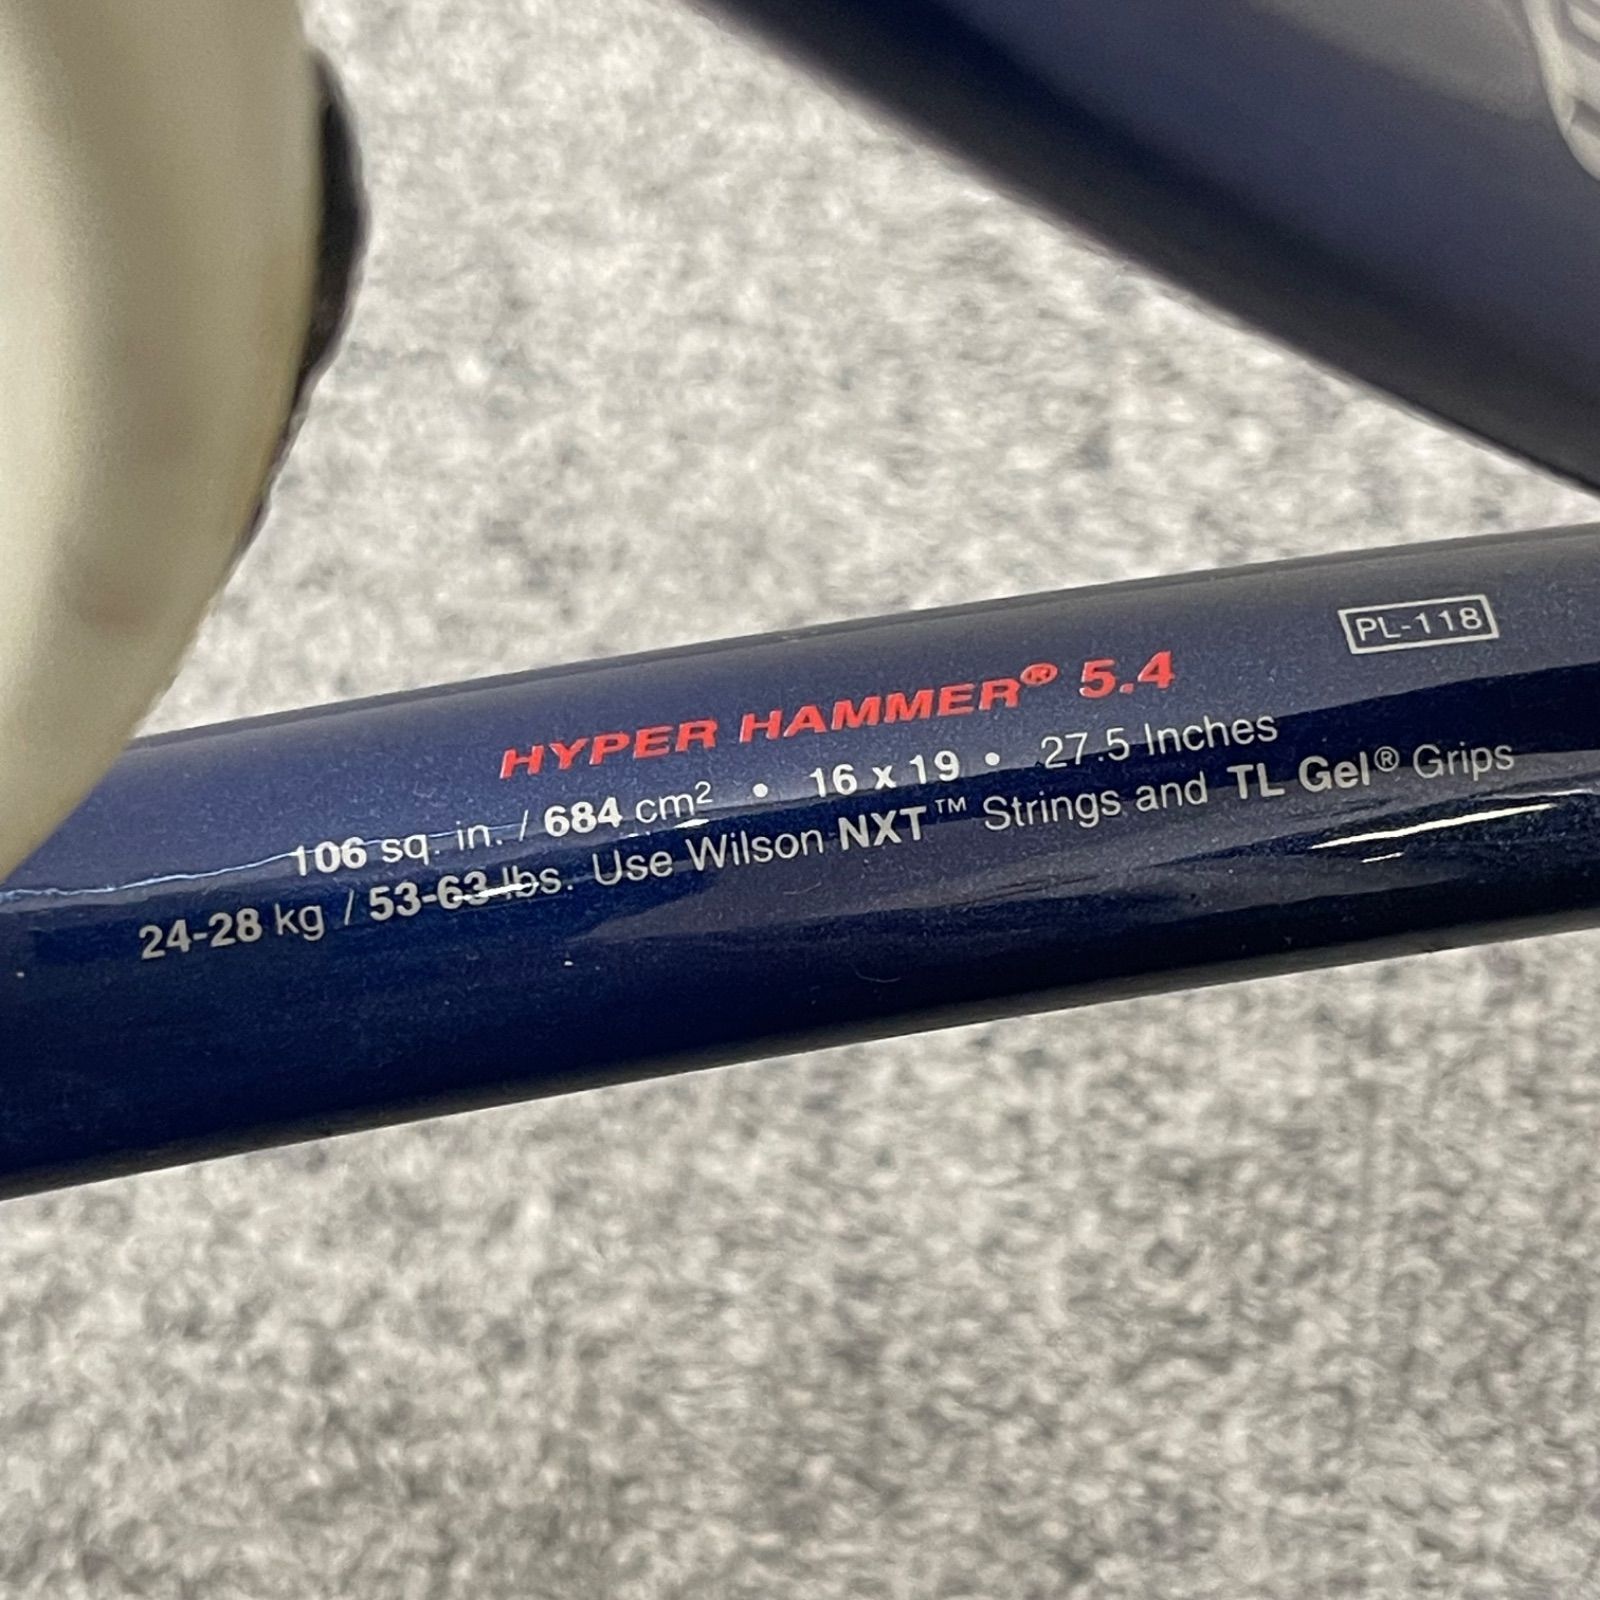 PL-118
HYPER HAMMER® 5.4
106 sq. in. / 684 cm² • 16 x 19 • 27.5 Inches
24-28 kg / 53-63 lbs. Use Wilson NXT™ Strings and TL Gel® Grips